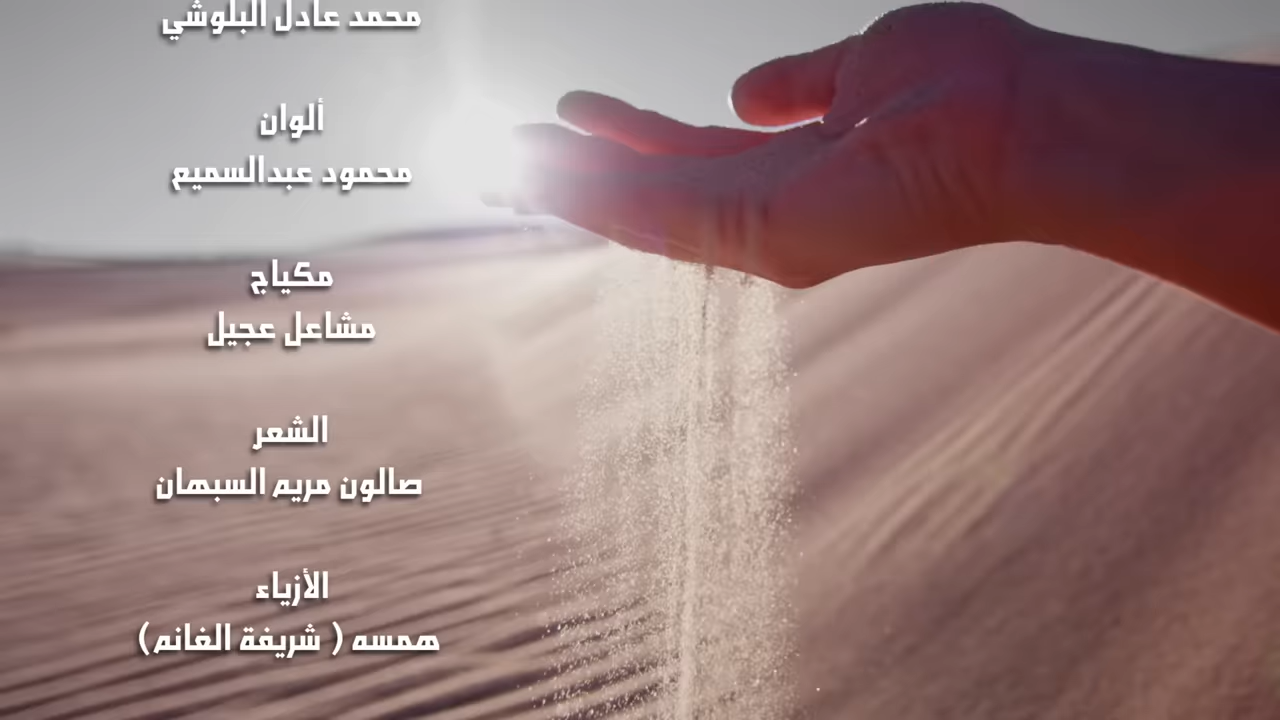 محمد عادل البلوشي
ألوان
محمود عبدالسميع
مكياج
مشاعل عجيل
الشعر
صالون مريم السبهان
الأزياء
همسه ( شريفة الغانم)